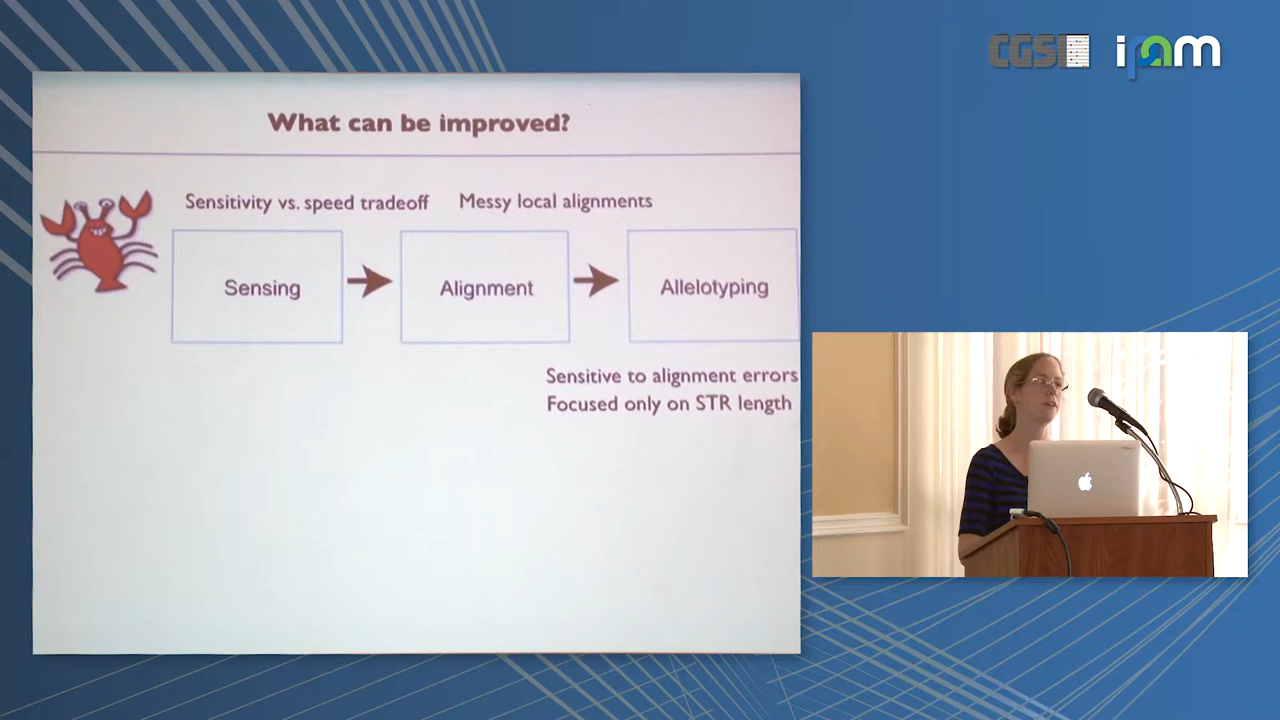 CGSI
ipam
What can be improved?
Sensitivity vs. speed tradeoff
Messy local alignments
Sensing
Alignment
Allelotyping
Sensitive to alignment errors
Focused only on STR length